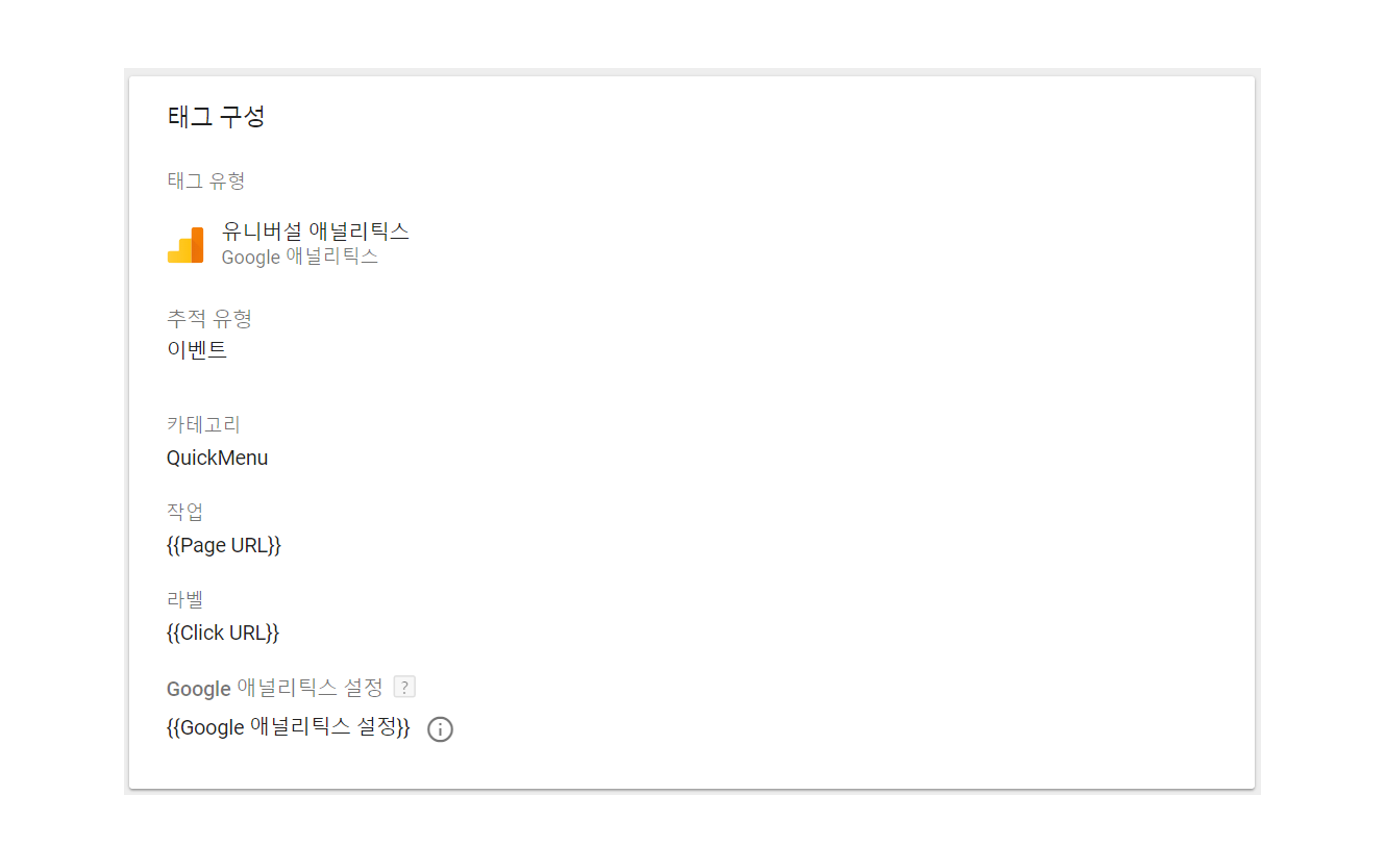 태그 구성
태그 유형
유니버설 애널리틱스
Google 애널리틱스
추적 유형
이벤트
카테고리
QuickMenu
작업
{{Page URL}}
라벨
{{Click URL}}
Google 애널리틱스 설정 ?
{{Google 애널리틱스 설정}}